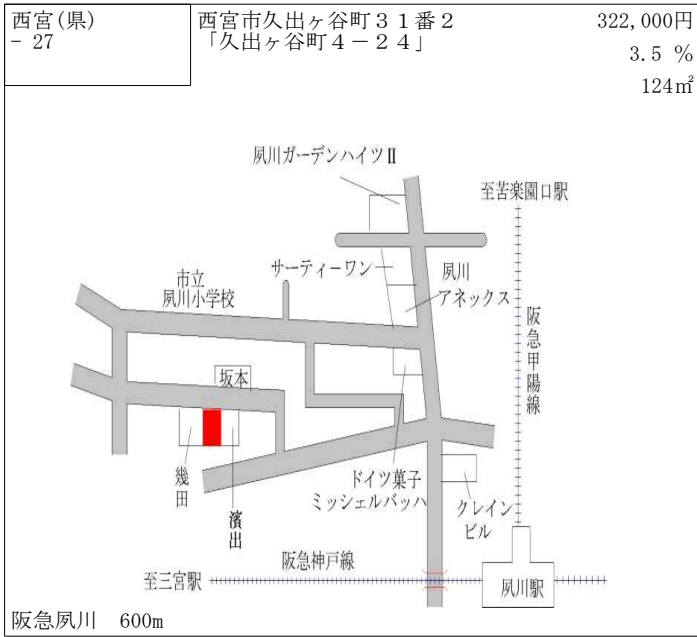 西宮(県)
- 27
西宮市久出ヶ谷町３１番２
「久出ヶ谷町４－２４」
322,000円
3.5 %
124㎡
夙川ガーデンハイツⅡ
至苦楽園口駅
サーディーワン
夙川
アネックス
市立
夙川小学校
阪急甲陽線
坂本
幾田
濱出
ドイツ菓子
ミッシェルバッハ
クレイン
ビル
阪急神戸線
至三宮駅
夙川駅
阪急夙川　600m